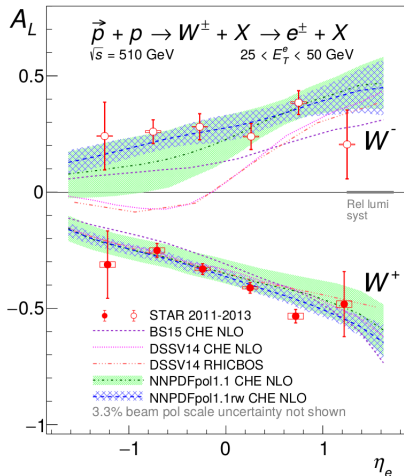 A_L
p⃗ + p → W± + X → e± + X
√s = 510 GeV 25 < E_T^e < 50 GeV
0.5
W-
0
Rel lumi
syst
W+
−0.5
STAR 2011-2013
BS15 CHE NLO
DSSV14 CHE NLO
DSSV14 RHICBOS
NNPDFpol1.1 CHE NLO
NNPDFpol1.1rw CHE NLO
3.3% beam pol scale uncertainty not shown
−1 0 1
η_e